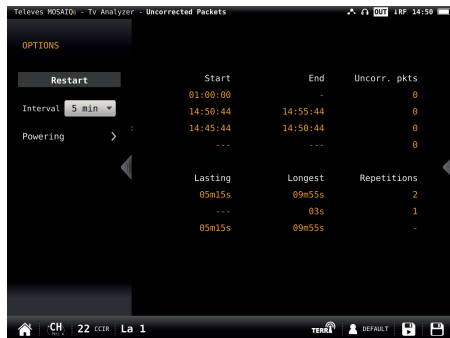 Televes MOSAIQ6 - Tv Analyzer - Uncorrected Packets OUT ↓RF 14:50
OPTIONS
Restart
Interval 5 min
Powering >
Start End Uncorr. pkts
01:00:00 - 0
14:50:44 14:55:44 0
14:45:44 14:50:44 0
--- --- 0
Lasting Longest Repetitions
05m15s 09m55s 2
--- 03s 1
05m15s 09m55s -
CH 22 CCIR La 1 TERR DEFAULT